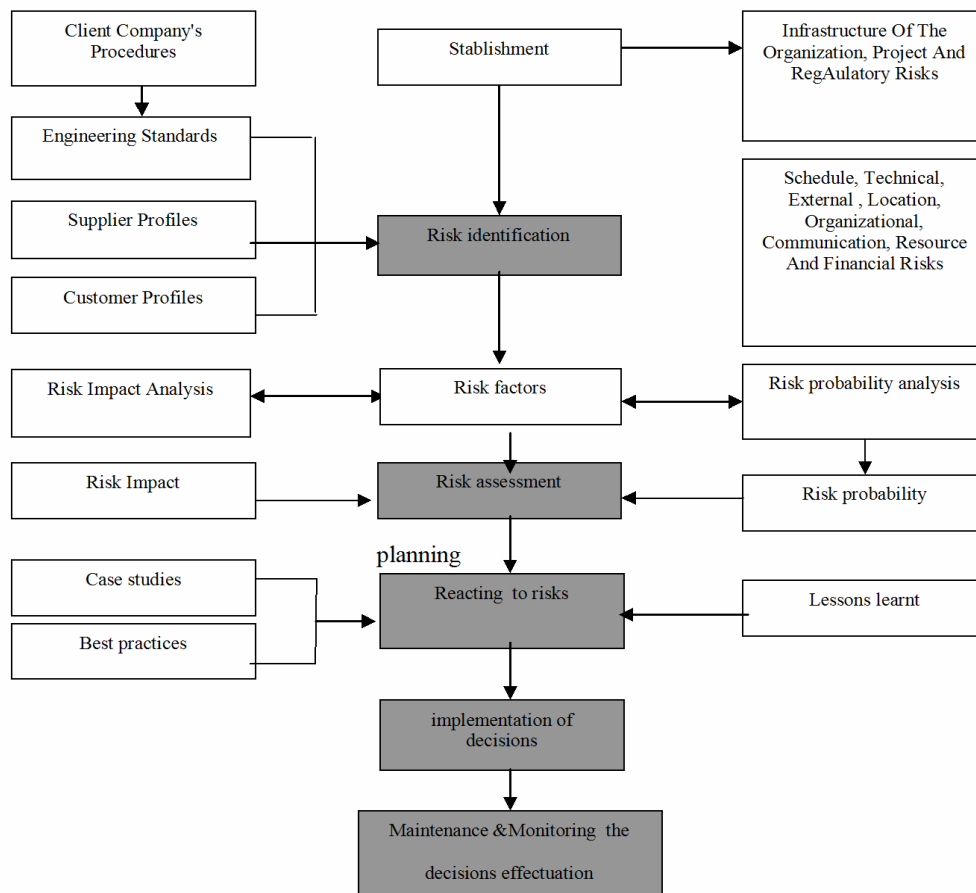 Client Company's
Procedures
Stablishment
Infrastructure Of The
Organization, Project And
RegAulatory Risks
Engineering Standards
Schedule, Technical,
External , Location,
Organizational,
Communication, Resource
And Financial Risks
Supplier Profiles
Risk identification
Customer Profiles
Risk Impact Analysis
Risk factors
Risk probability analysis
Risk Impact
Risk assessment
Risk probability
planning
Case studies
Reacting to risks
Lessons learnt
Best practices
implementation of
decisions
Maintenance &Monitoring the
decisions effectuation